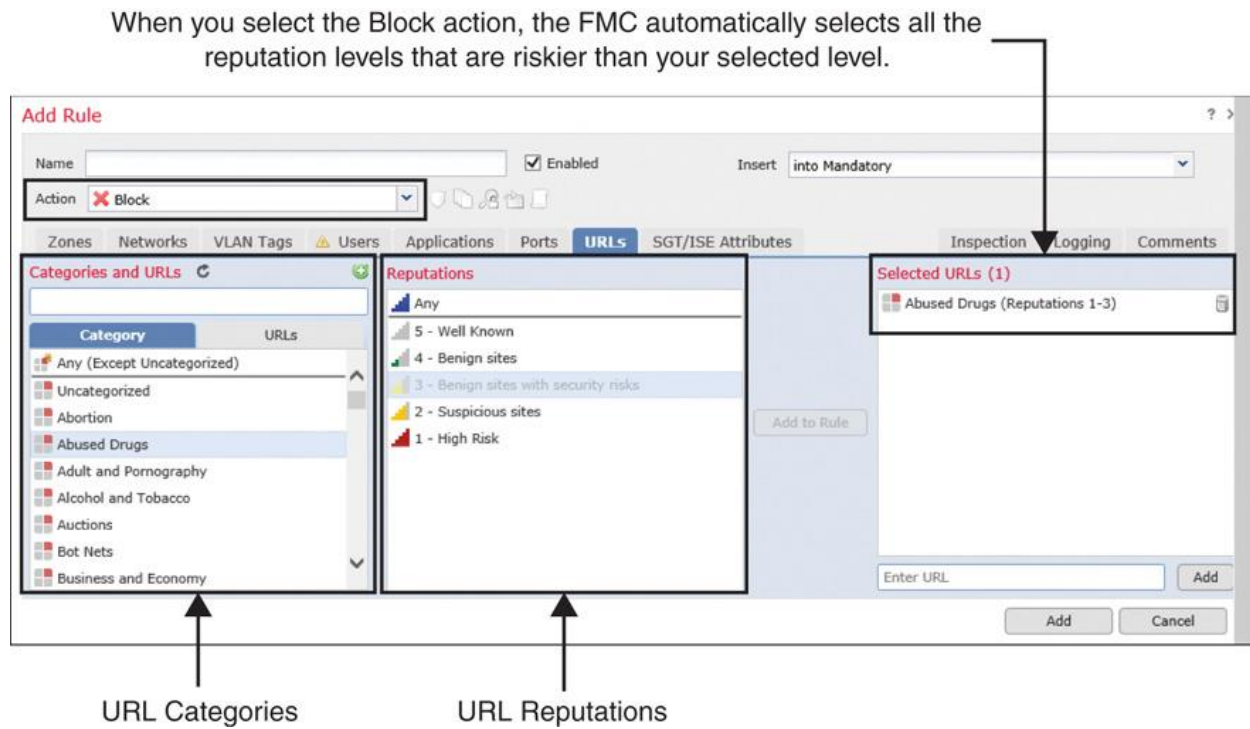 When you select the Block action, the FMC automatically selects all the
reputation levels that are riskier than your selected level.
Add Rule
?
Name
Enabled
Insert into Mandatory
Action Block
Zones Networks VLAN Tags Users Applications Ports URLs SGT/ISE Attributes Inspection Logging Comments
Categories and URLs
Category URLs
Any (Except Uncategorized)
Uncategorized
Abortion
Abused Drugs
Adult and Pornography
Alcohol and Tobacco
Auctions
Bot Nets
Business and Economy
Reputations
Any
5 - Well Known
4 - Benign sites
3 - Benign sites with security risks
2 - Suspicious sites
1 - High Risk
Add to Rule
Selected URLs (1)
Abused Drugs (Reputations 1-3)
Enter URL Add
Add Cancel
URL Categories
URL Reputations